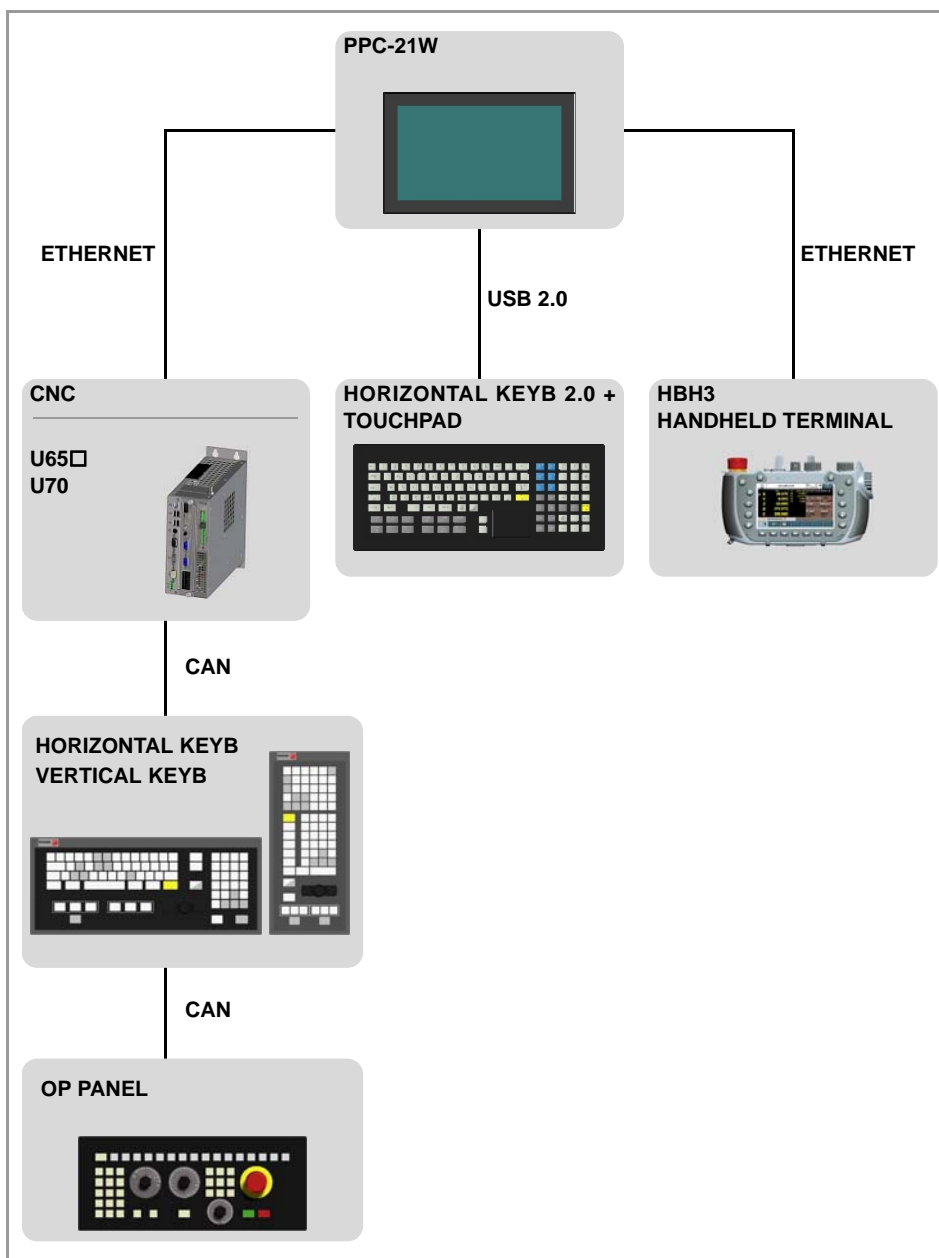 PPC-21W
ETHERNET
ETHERNET
USB 2.0
CNC
U65□
U70
HORIZONTAL KEYB 2.0 +
TOUCHPAD
HBH3
HANDHELD TERMINAL
CAN
HORIZONTAL KEYB
VERTICAL KEYB
CAN
OP PANEL